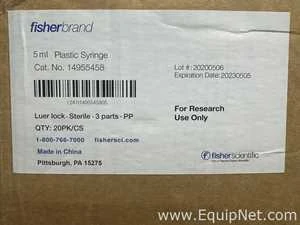 fisherbrand
5 ml Plastic Syringe
Cat. No. 14955458
Lot #: 20200506
Expiration Date: 20230505
Luer lock - Sterile - 3 parts - PP
QTY: 20PK/CS
1-800-766-7000 fishersci.com
Made in China
Pittsburgh, PA 15275
For Research
Use Only
fisherscientific
www.EquipNet.com